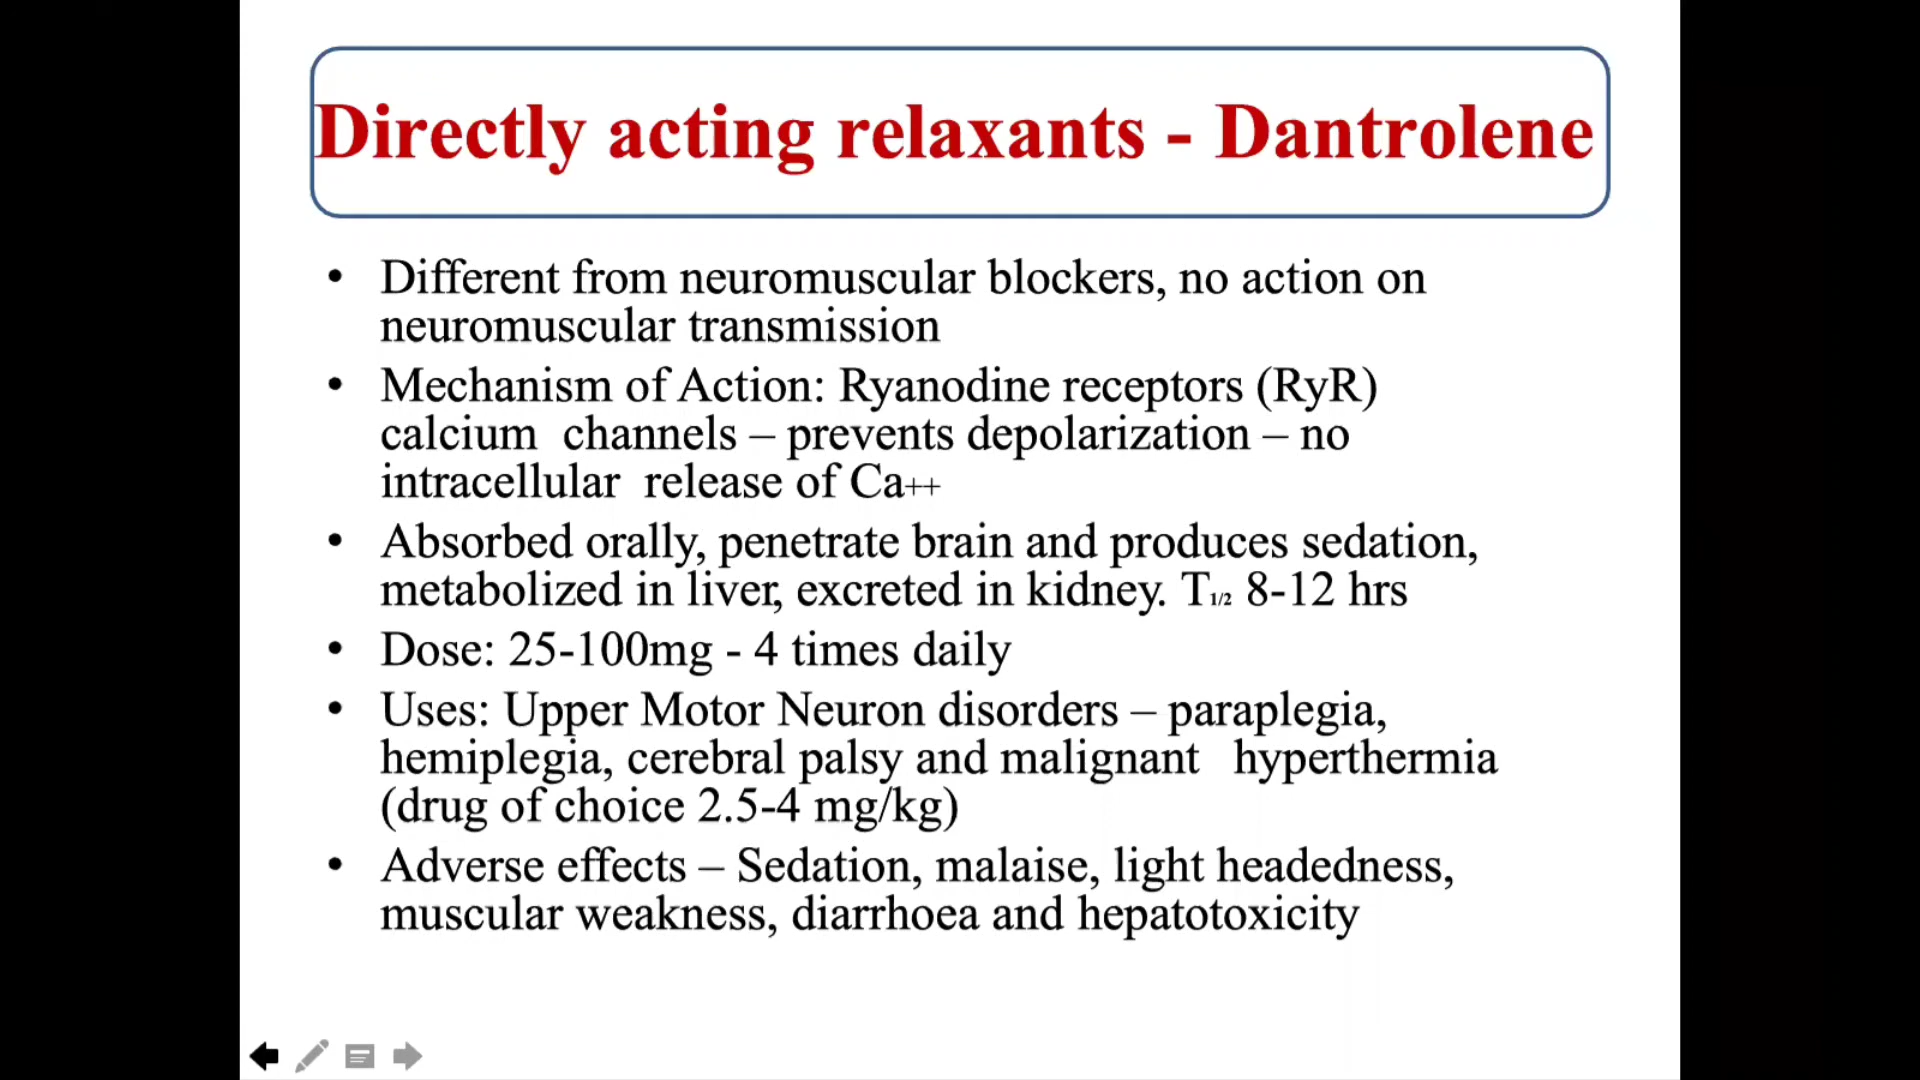 Directly acting relaxants - Dantrolene
• Different from neuromuscular blockers, no action on
neuromuscular transmission
• Mechanism of Action: Ryanodine receptors (RyR)
calcium channels – prevents depolarization – no
intracellular release of Ca++
• Absorbed orally, penetrate brain and produces sedation,
metabolized in liver, excreted in kidney. T1/2 8-12 hrs
• Dose: 25-100mg - 4 times daily
• Uses: Upper Motor Neuron disorders – paraplegia,
hemiplegia, cerebral palsy and malignant hyperthermia
(drug of choice 2.5-4 mg/kg)
• Adverse effects – Sedation, malaise, light headedness,
muscular weakness, diarrhoea and hepatotoxicity